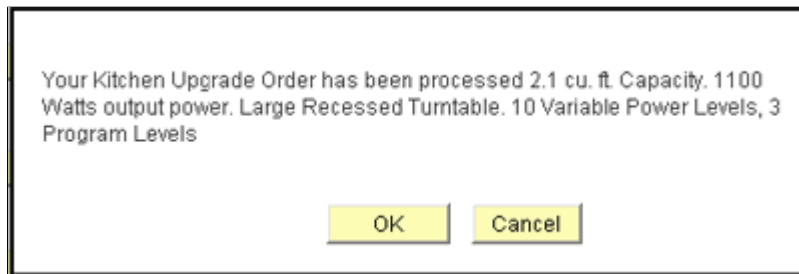 Your Kitchen Upgrade Order has been processed 2.1 cu. ft. Capacity. 1100
Watts output power. Large Recessed Turntable. 10 Variable Power Levels, 3
Program Levels
OK
Cancel